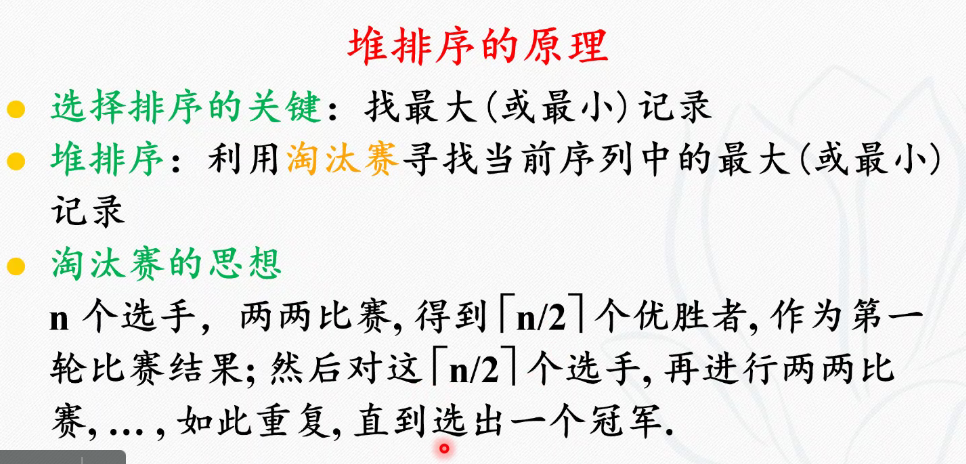 堆排序的原理
选择排序的关键：找最大(或最小)记录
堆排序：利用淘汰赛寻找当前序列中的最大(或最小)
记录
淘汰赛的思想
n 个选手，两两比赛, 得到⌈n/2⌉个优胜者, 作为第一
轮比赛结果; 然后对这⌈n/2⌉个选手, 再进行两两比
赛, … , 如此重复, 直到选出一个冠军.